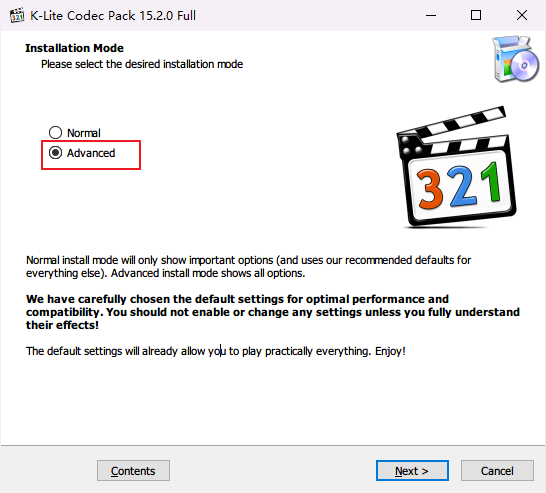 K-Lite Codec Pack 15.2.0 Full
Installation Mode
Please select the desired installation mode
Normal
Advanced
321
Normal install mode will only show important options (and uses our recommended defaults for
everything else). Advanced install mode shows all options.
We have carefully chosen the default settings for optimal performance and
compatibility. You should not enable or change any settings unless you fully understand
their effects!
The default settings will already allow you to play practically everything. Enjoy!
Contents
Next >
Cancel